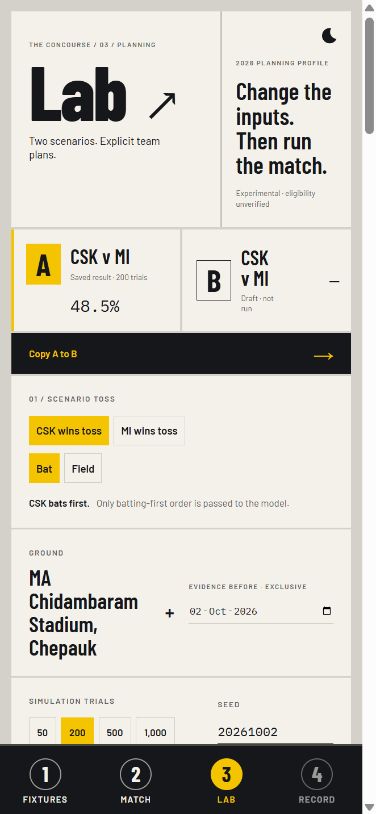 THE CONCOURSE / 03 / PLANNING
Lab ↗
Two scenarios. Explicit team
plans.
2026 PLANNING PROFILE
Change the
inputs.
Then run
the match.
Experimental · eligibility
unverified
A
CSK v MI
Saved result · 200 trials
48.5%
B
CSK
v MI
Draft · not
run
—
Copy A to B →
01 / SCENARIO TOSS
CSK wins toss MI wins toss
Bat Field
CSK bats first. Only batting-first order is passed to the model.
GROUND
MA
Chidambaram
Stadium,
Chepauk
+
EVIDENCE BEFORE · EXCLUSIVE
02-Oct-2026
SIMULATION TRIALS
50 200 500 1,000
SEED
20261002
1 2 3 4
FIXTURES MATCH LAB RECORD